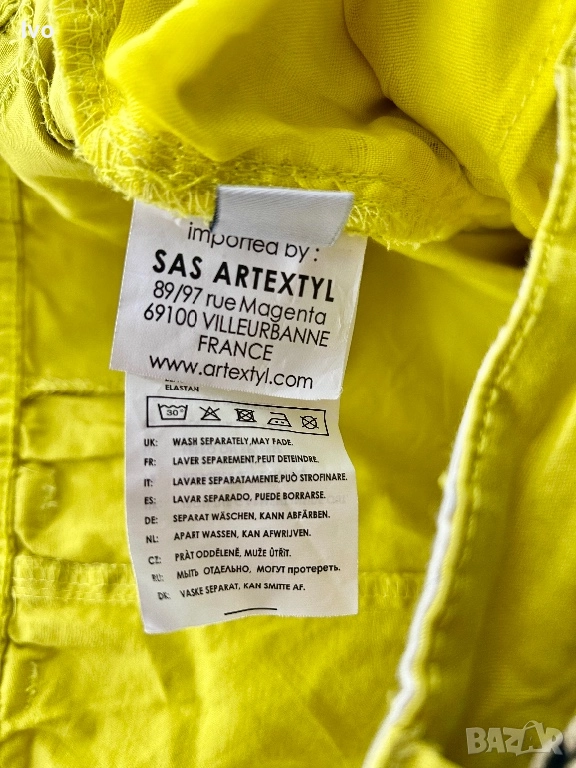 Ivo
imported by :
SAS ARTEXTYL
89/97 rue Magenta
69100 VILLEURBANNE
FRANCE
www.artextyl.com
ELASTAN
30°
UK: WASH SEPARATELY,MAY FADE.
FR: LAVER SEPAREMENT,PEUT DETEINDRE.
IT: LAVARE SEPARATAMENTE,PUÒ STROFINARE.
ES: LAVAR SEPARADO, PUEDE BORRARSE.
DE: SEPARAT WÄSCHEN, KANN ABFÄRBEN.
NL: APART WASSEN, KAN AFWRIJVEN.
CZ: PRÀT ODDĚLENĚ, MUŽE ŮTŘÍT.
RU: МЫТЬ ОТДЕЛЬНО, МОГУТ протереть.
DK: VASKE SEPARAT, KAN SMITTE AF.
BAZAR